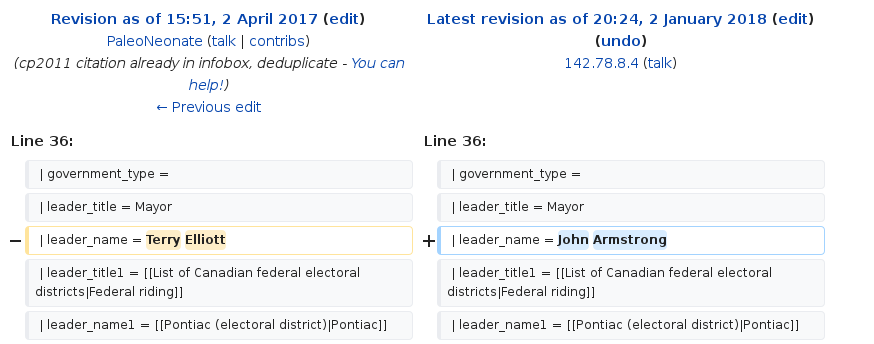 Revision as of 15:51, 2 April 2017 (edit)
PaleoNeonate (talk | contribs)
(cp2011 citation already in infobox, deduplicate - You can
help!)
← Previous edit
Latest revision as of 20:24, 2 January 2018 (edit)
(undo)
142.78.8.4 (talk)
Line 36:
Line 36:
| government_type =
| government_type =
| leader_title = Mayor
| leader_title = Mayor
− | leader_name = Terry Elliott
+ | leader_name = John Armstrong
| leader_title1 = [[List of Canadian federal electoral
districts|Federal riding]]
| leader_title1 = [[List of Canadian federal electoral
districts|Federal riding]]
| leader_name1 = [[Pontiac (electoral district)|Pontiac]]
| leader_name1 = [[Pontiac (electoral district)|Pontiac]]